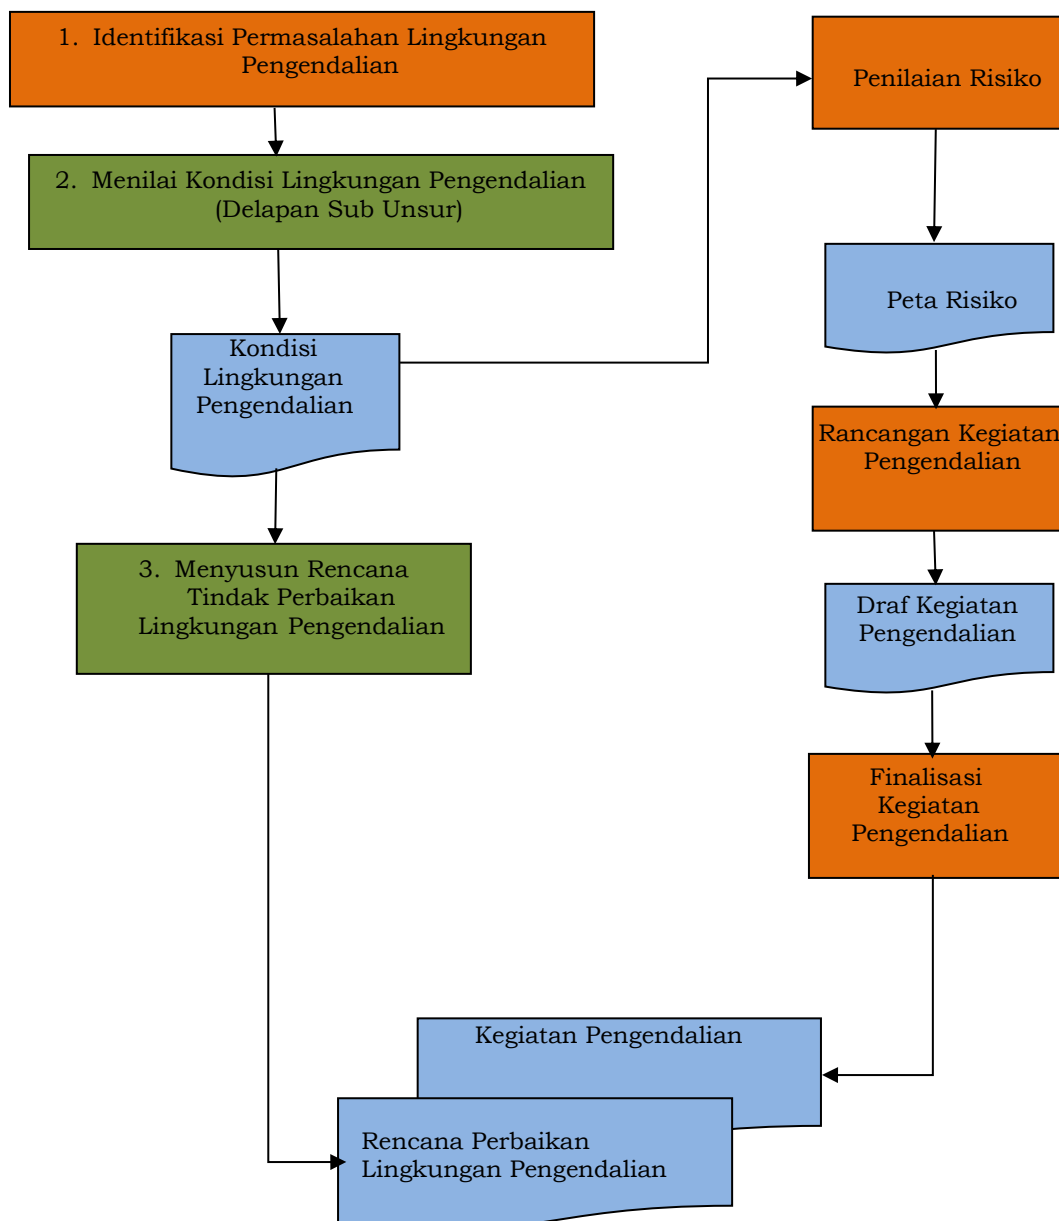 1. Identifikasi Permasalahan Lingkungan
Pengendalian
2. Menilai Kondisi Lingkungan Pengendalian
(Delapan Sub Unsur)
Kondisi
Lingkungan
Pengendalian
3. Menyusun Rencana
Tindak Perbaikan
Lingkungan Pengendalian
Penilaian Risiko
Peta Risiko
Rancangan Kegiatan
Pengendalian
Draf Kegiatan
Pengendalian
Finalisasi
Kegiatan
Pengendalian
Kegiatan Pengendalian
Rencana Perbaikan
Lingkungan Pengendalian